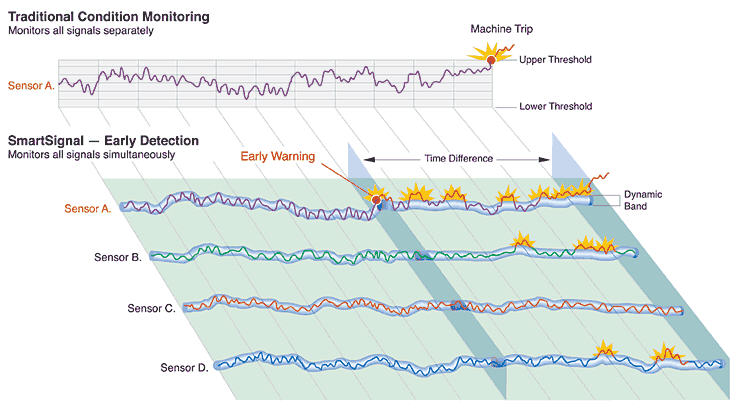 Traditional Condition Monitoring
Monitors all signals separately
Machine Trip
Upper Threshold
Sensor A.
Lower Threshold
SmartSignal — Early Detection
Monitors all signals simultaneously
Early Warning
Time Difference
Sensor A.
Dynamic
Band
Sensor B.
Sensor C.
Sensor D.